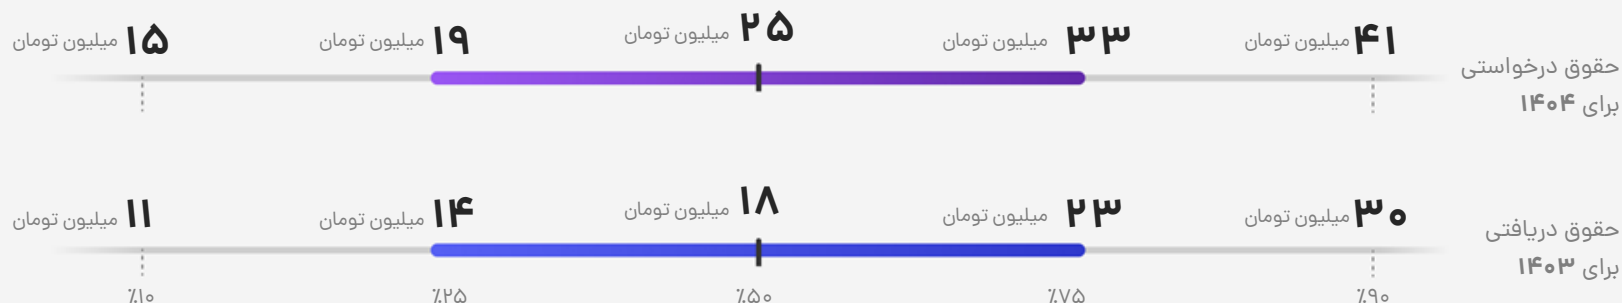 ۱۵ میلیون تومان
۱۹ میلیون تومان
۲۵ میلیون تومان
۳۳ میلیون تومان
۴۱ میلیون تومان
حقوق درخواستی
برای ۱۴۰۴
۱۱ میلیون تومان
۱۴ میلیون تومان
۱۸ میلیون تومان
۲۳ میلیون تومان
۳۰ میلیون تومان
حقوق دریافتی
برای ۱۴۰۳
٪۱۰
٪۲۵
٪۵۰
٪۷۵
٪۹۰